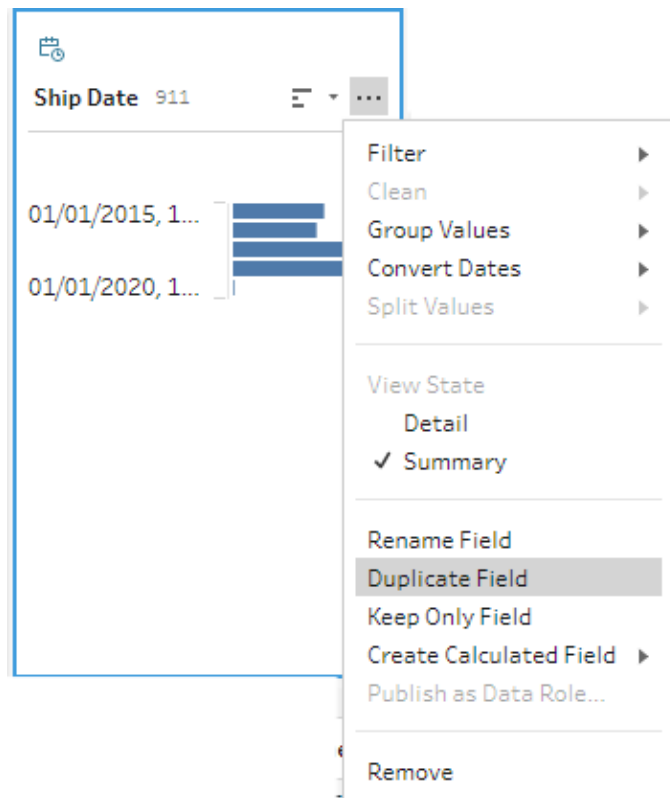 Ship Date 911
...
Filter
01/01/2015, 1...
Clean
Group Values
Convert Dates
01/01/2020, 1...
Split Values
View State
Detail
Summary
Rename Field
Duplicate Field
Keep Only Field
Create Calculated Field
Publish as Data Role...
Remove